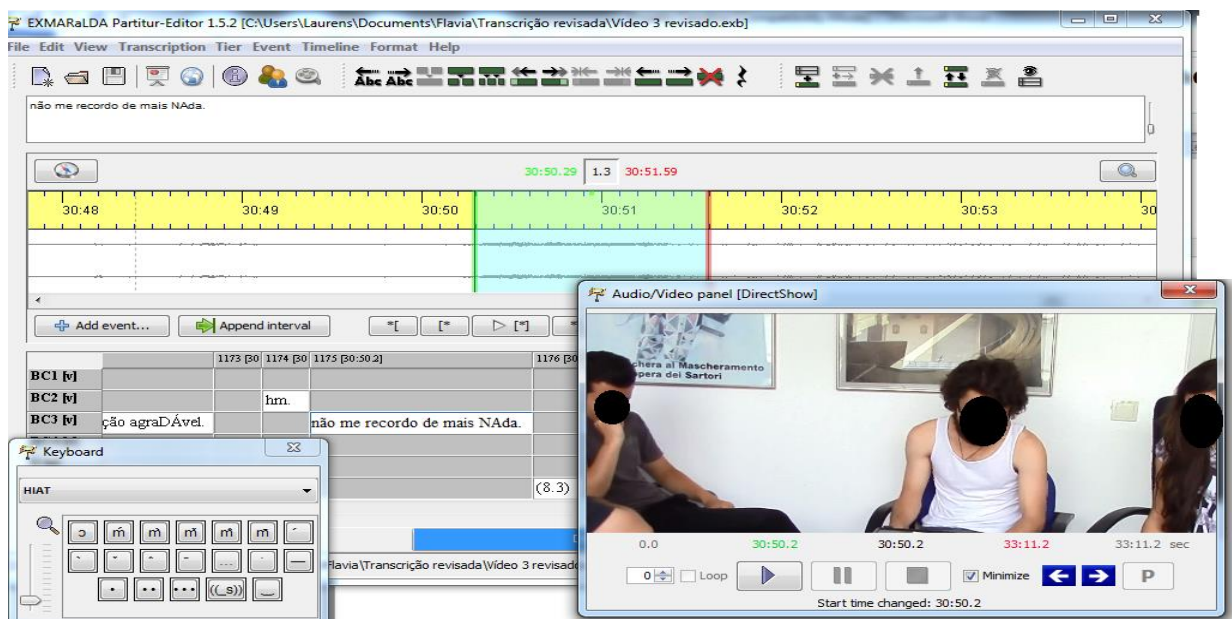 EXMARaLDA Partitur-Editor 1.5.2 [C:\Users\Laurens\Documents\Flavia\Transcrição revisada\Vídeo 3 revisado.exb]
File Edit View Transcription Tier Event Timeline Format Help
Abc Abc
não me recordo de mais NAda.
30:50.29 1.3 30:51.59
30:48 30:49 30:50 30:51 30:52 30:53 30
Audio/Video panel [DirectShow]
Add event... Append interval *[ [* [*]
1173 [30 1174 [30 1175 [30:50.2] 1176 [30
BC1 [v]
BC2 [v] hm.
BC3 [v] ção agraDÁvel. não me recordo de mais NAda.
(8.3)
chera al Mascheramento
opera dei Sartori
Keyboard
HIAT
((_s))
Flavia\Transcrição revisada\Vídeo 3 revisado
0.0 30:50.2 30:50.2 33:11.2 33:11.2 sec
0 Loop Minimize P
Start time changed: 30:50.2